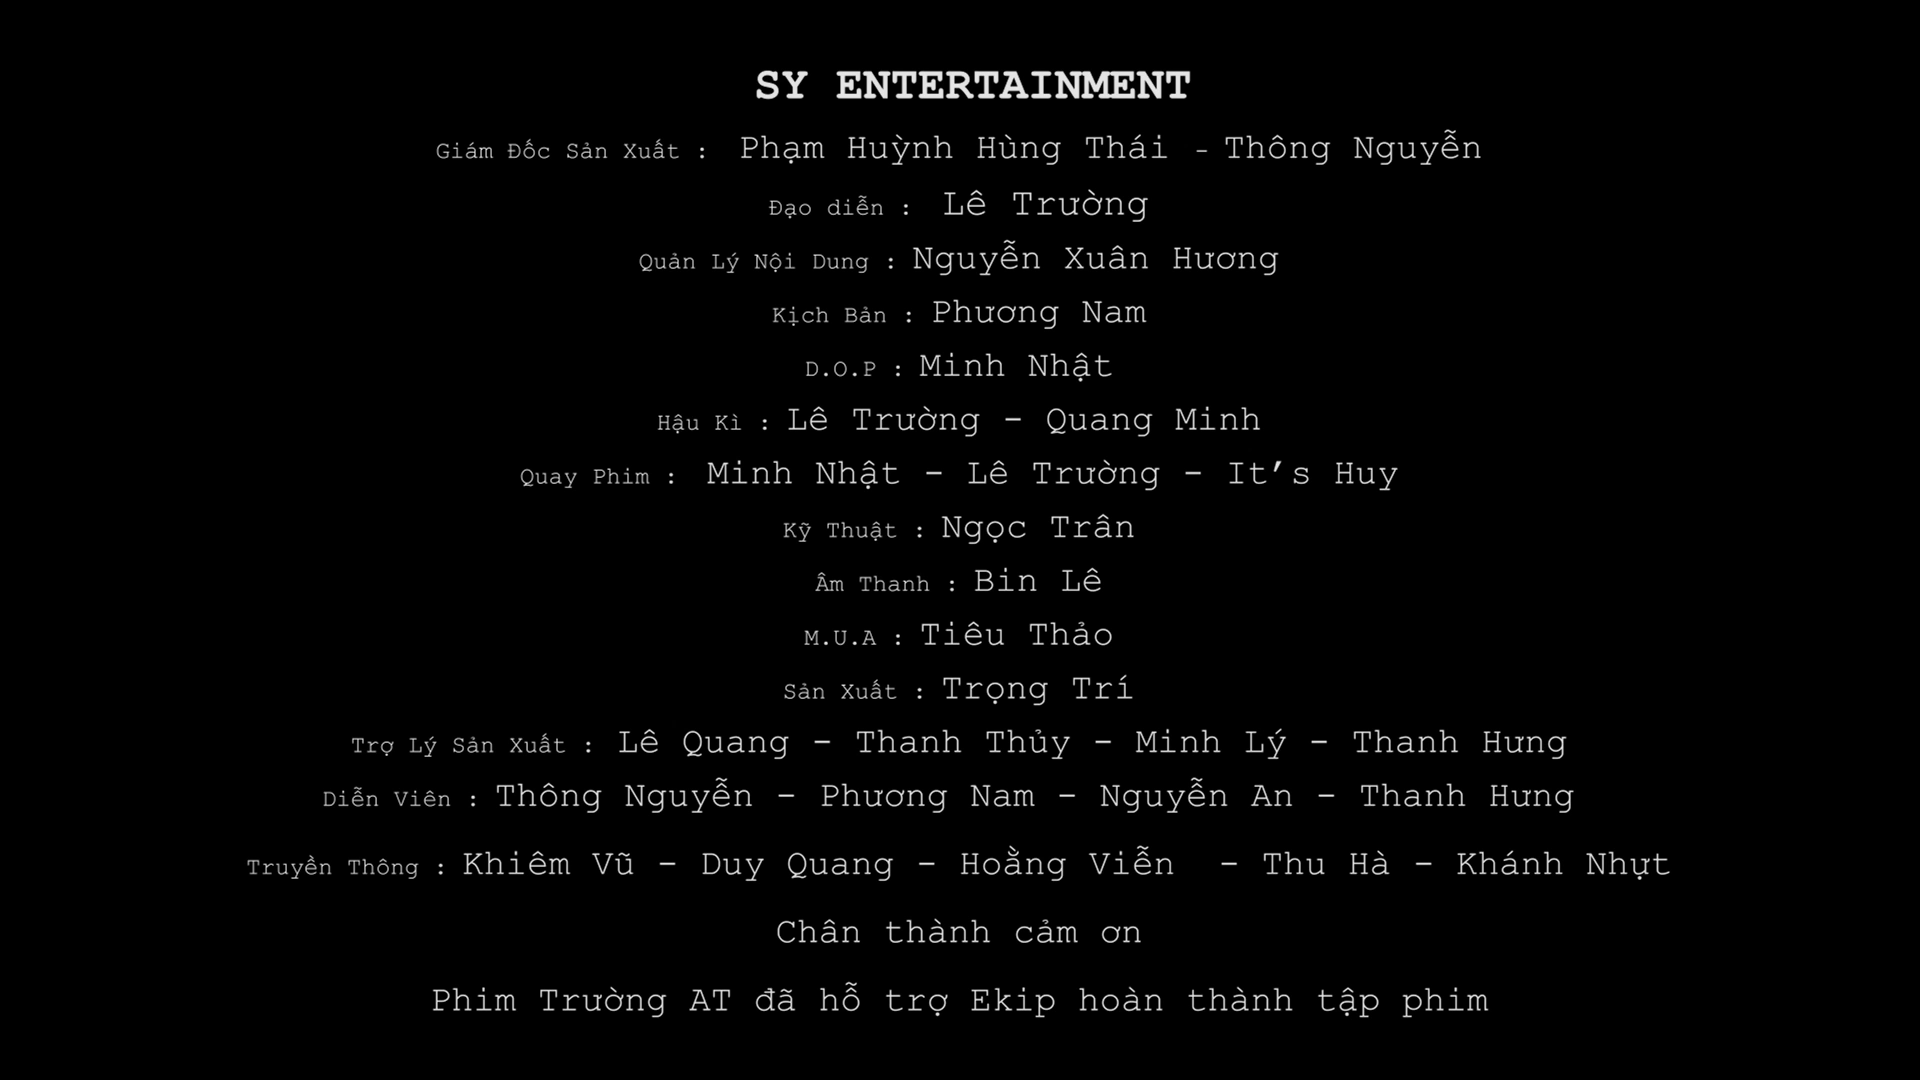 SY ENTERTAINMENT
Giám Đốc Sản Xuất : Phạm Huỳnh Hùng Thái - Thông Nguyễn
Đạo diễn : Lê Trường
Quản Lý Nội Dung : Nguyễn Xuân Hương
Kịch Bản : Phương Nam
D.O.P : Minh Nhật
Hậu Kì : Lê Trường - Quang Minh
Quay Phim : Minh Nhật - Lê Trường - It’s Huy
Kỹ Thuật : Ngọc Trân
Âm Thanh : Bin Lê
M.U.A : Tiêu Thảo
Sản Xuất : Trọng Trí
Trợ Lý Sản Xuất : Lê Quang - Thanh Thủy - Minh Lý - Thanh Hưng
Diễn Viên : Thông Nguyễn - Phương Nam - Nguyễn An - Thanh Hưng
Truyền Thông : Khiêm Vũ - Duy Quang - Hoằng Viễn - Thu Hà - Khánh Nhựt
Chân thành cảm ơn
Phim Trường AT đã hỗ trợ Ekip hoàn thành tập phim